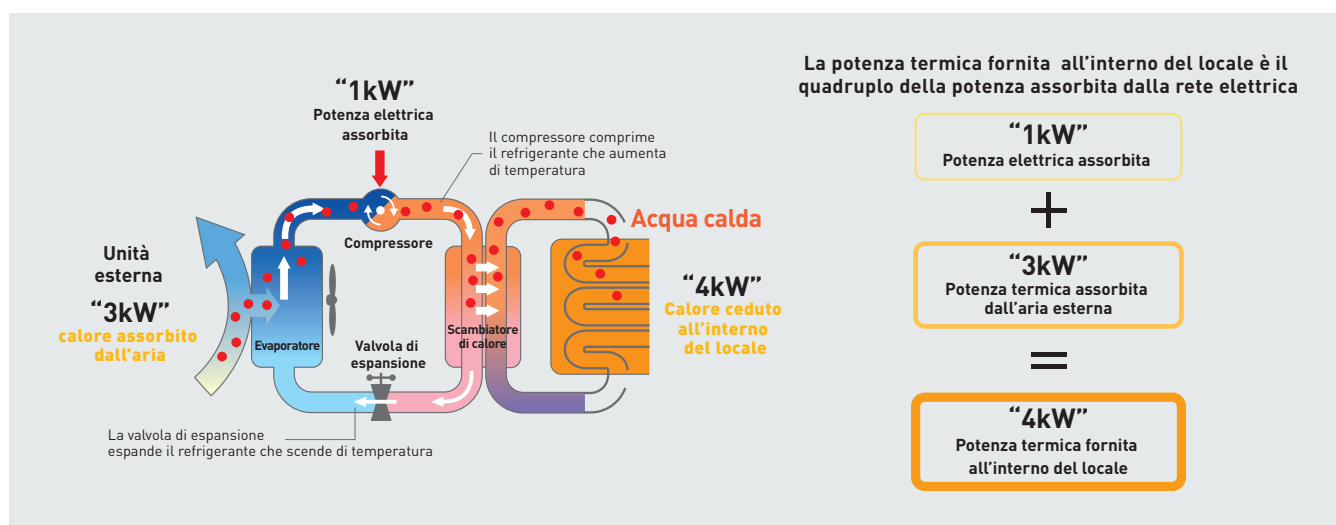 “1kW”
Potenza elettrica
assorbita
Il compressore comprime
il refrigerante che aumenta
di temperatura
Compressore
Acqua calda
Unità
esterna
“3kW”
calore assorbito
dall’aria
Evaporatore
Valvola di
espansione
Scambiatore
di calore
“4kW”
Calore ceduto
all’interno
del locale
La valvola di espansione
espande il refrigerante che scende di temperatura
La potenza termica fornita all’interno del locale è il
quadruplo della potenza assorbita dalla rete elettrica
“1kW”
Potenza elettrica assorbita
+
“3kW”
Potenza termica assorbita
dall’aria esterna
=
“4kW”
Potenza termica fornita
all’interno del locale